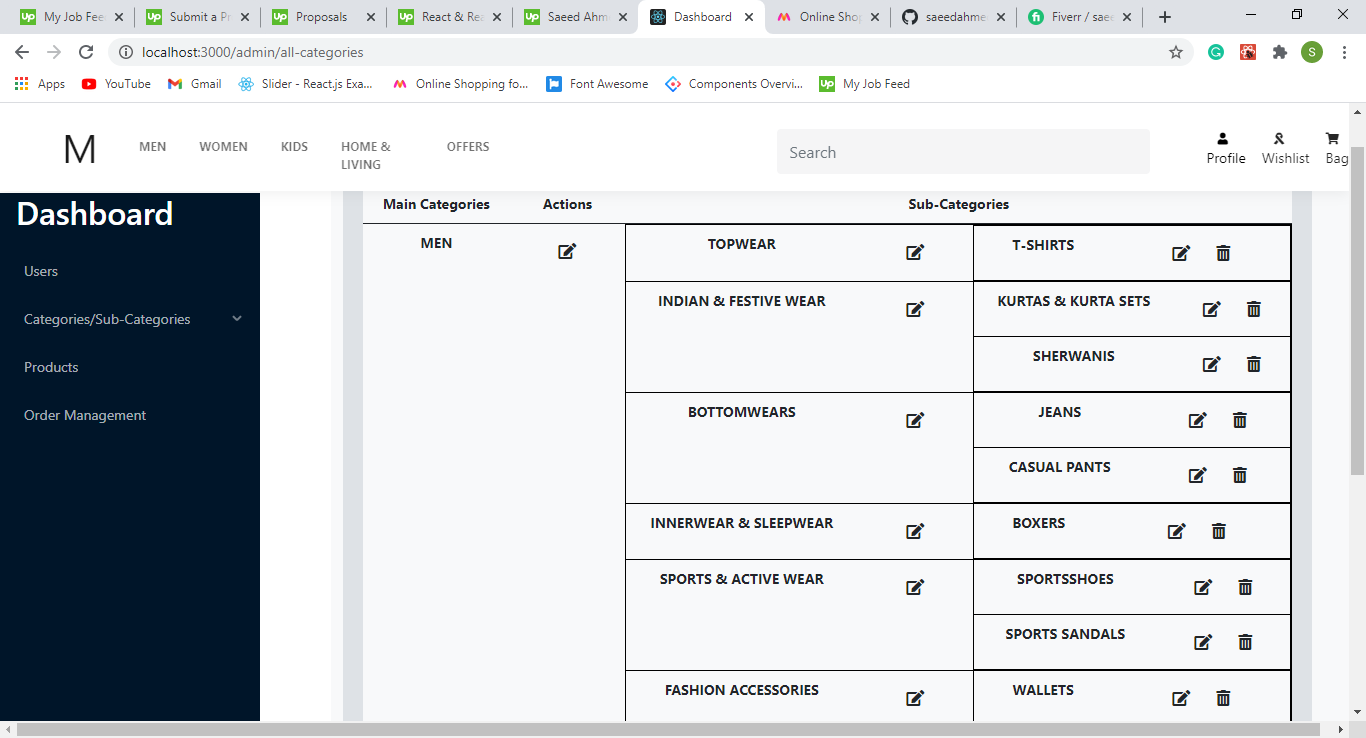 My Job Fee
Submit a Pr
Proposals
React & Rea
Saeed Ahm
Dashboard
Online Shop
saeedahme
Fiverr / saee
localhost:3000/admin/all-categories
S
Apps
YouTube
Gmail
Slider - React.js Exa...
Online Shopping fo...
Font Awesome
Components Overvi...
My Job Feed
M
MEN
WOMEN
KIDS
HOME &
LIVING
OFFERS
Search
Profile
Wishlist
Bag
Dashboard
Users
Categories/Sub-Categories
Products
Order Management
Main Categories Actions Sub-Categories
MEN TOPWEAR T-SHIRTS
INDIAN & FESTIVE WEAR KURTAS & KURTA SETS
SHERWANIS
BOTTOMWEARS JEANS
CASUAL PANTS
INNERWEAR & SLEEPWEAR BOXERS
SPORTS & ACTIVE WEAR SPORTSSHOES
SPORTS SANDALS
FASHION ACCESSORIES WALLETS